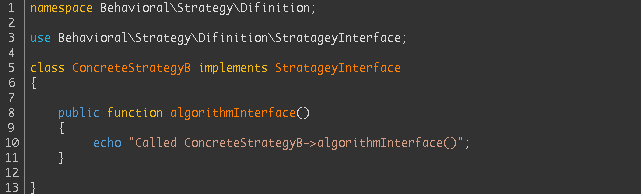 1 namespace Behavioral\Strategy\Difinition;
2
3 use Behavioral\Strategy\Difinition\StratageyInterface;
4
5 class ConcreteStrategyB implements StratageyInterface
6 {
7
8 public function algorithmInterface()
9 {
10 echo "Called ConcreteStrategyB->algorithmInterface()";
11 }
12
13 }